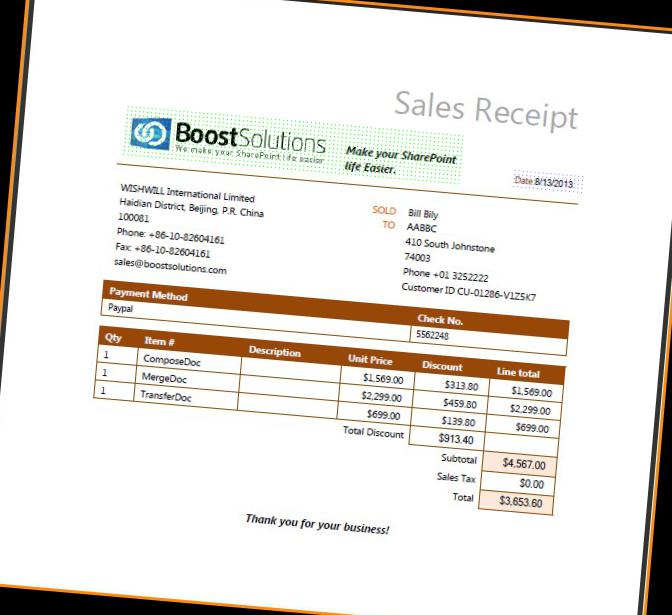 Sales Receipt
BoostSolutions
We make your SharePoint life easier
Make your SharePoint
life Easier.
Date:8/13/2013
WISHWILL International Limited
Haidian District, Beijing, P.R. China
100081
Phone: +86-10-82604161
Fax: +86-10-82604161
sales@boostsolutions.com
SOLD TO
Bill Bily
AABBC
410 South Johnstone
74003
Phone +01 3252222
Customer ID CU-01286-V1Z5K7
Payment Method Check No.
Paypal 5562248
Qty Item # Description Unit Price Discount Line total
1 ComposeDoc $1,569.00 $313.80 $1,569.00
1 MergeDoc $2,299.00 $459.80 $2,299.00
1 TransferDoc $699.00 $139.80 $699.00
Total Discount $913.40
Subtotal $4,567.00
Sales Tax $0.00
Total $3,653.60
Thank you for your business!